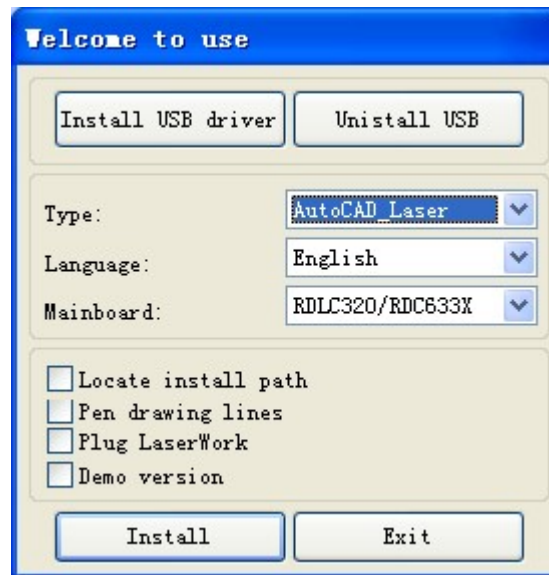 Welcome to use
Install USB driver Unistall USB
Type: AutoCAD_Laser
Language: English
Mainboard: RDLC320/RDC633X
Locate install path
Pen drawing lines
Plug LaserWork
Demo version
Install Exit